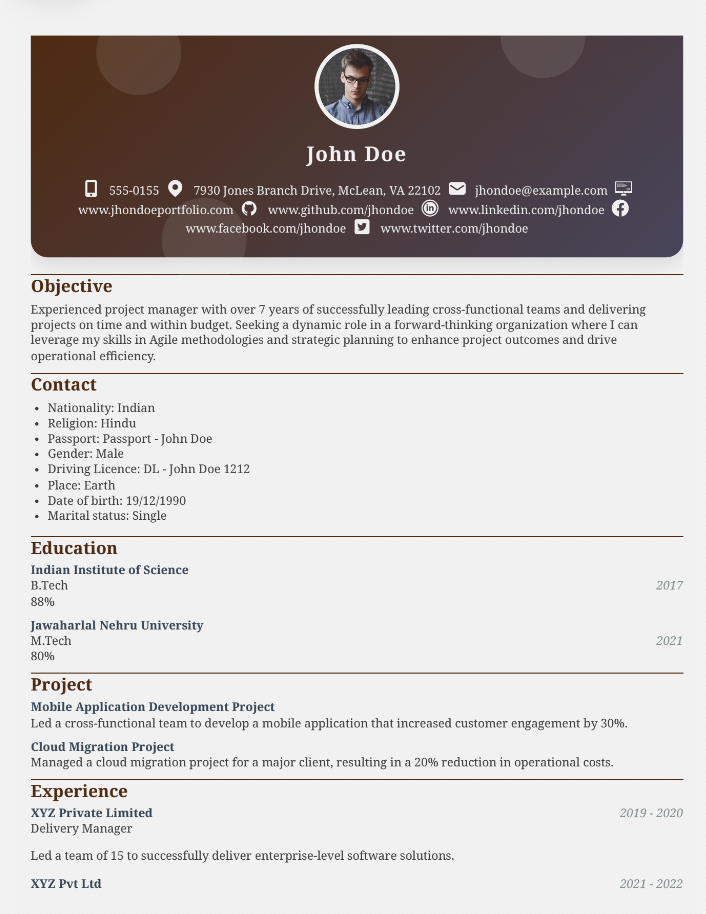 John Doe
555-0155 7930 Jones Branch Drive, McLean, VA 22102 jhondoe@example.com
www.jhondoeportfolio.com www.github.com/jhondoe www.linkedin.com/jhondoe
www.facebook.com/jhondoe www.twitter.com/jhondoe
Objective
Experienced project manager with over 7 years of successfully leading cross-functional teams and delivering
projects on time and within budget. Seeking a dynamic role in a forward-thinking organization where I can
leverage my skills in Agile methodologies and strategic planning to enhance project outcomes and drive
operational efficiency.
Contact
• Nationality: Indian
• Religion: Hindu
• Passport: Passport - John Doe
• Gender: Male
• Driving Licence: DL - John Doe 1212
• Place: Earth
• Date of birth: 19/12/1990
• Marital status: Single
Education
Indian Institute of Science
B.Tech 2017
88%
Jawaharlal Nehru University
M.Tech 2021
80%
Project
Mobile Application Development Project
Led a cross-functional team to develop a mobile application that increased customer engagement by 30%.
Cloud Migration Project
Managed a cloud migration project for a major client, resulting in a 20% reduction in operational costs.
Experience
XYZ Private Limited 2019 - 2020
Delivery Manager
Led a team of 15 to successfully deliver enterprise-level software solutions.
XYZ Pvt Ltd 2021 - 2022